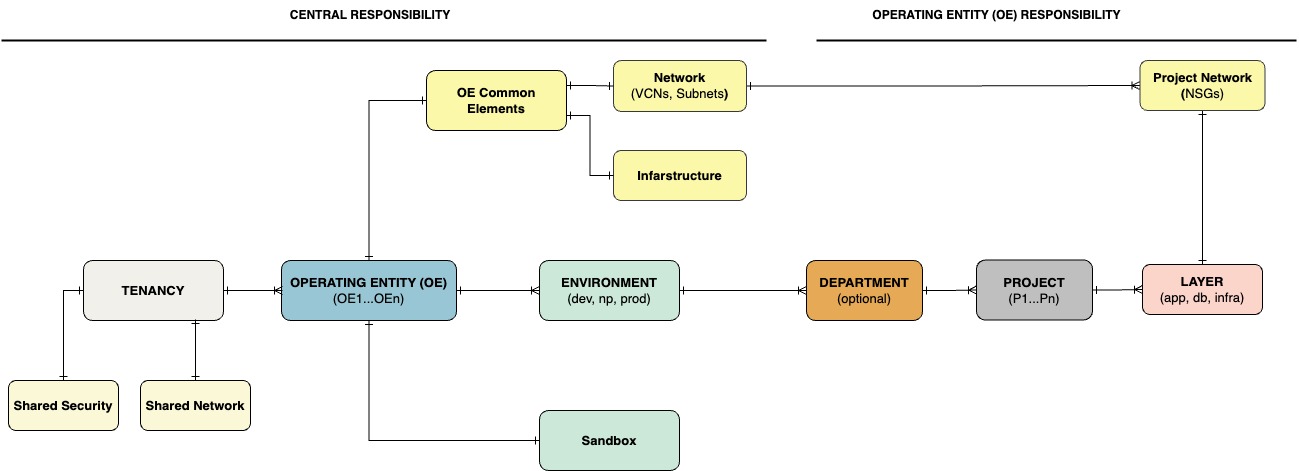 CENTRAL RESPONSIBILITY
OPERATING ENTITY (OE) RESPONSIBILITY
OE Common
Elements
Network
(VCNs, Subnets)
Project Network
(NSGs)
Infarstructure
TENANCY
OPERATING ENTITY (OE)
(OE1...OEn)
ENVIRONMENT
(dev, np, prod)
DEPARTMENT
(optional)
PROJECT
(P1...Pn)
LAYER
(app, db, infra)
Shared Security
Shared Network
Sandbox